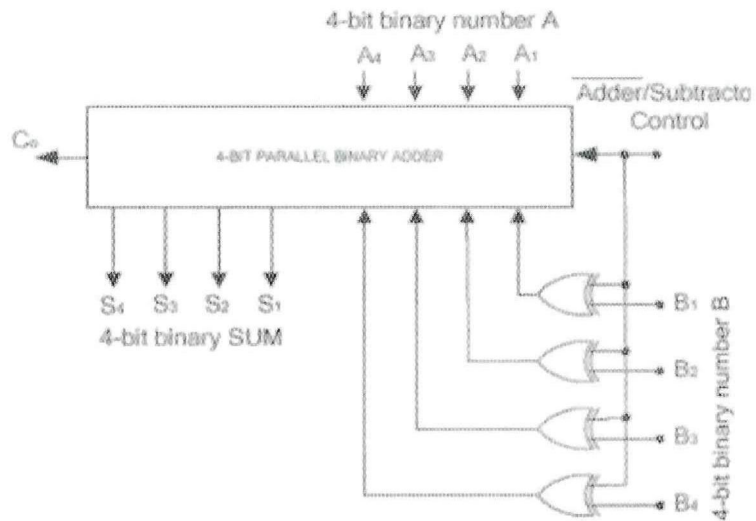 4-bit binary number A
A4 A3 A2 A1
Adder/Subtracto
Control
Co
4-BIT PARALLEL BINARY ADDER
S4 S3 S2 S1
4-bit binary SUM
B1
B2
B3
B4
4-bit binary number B